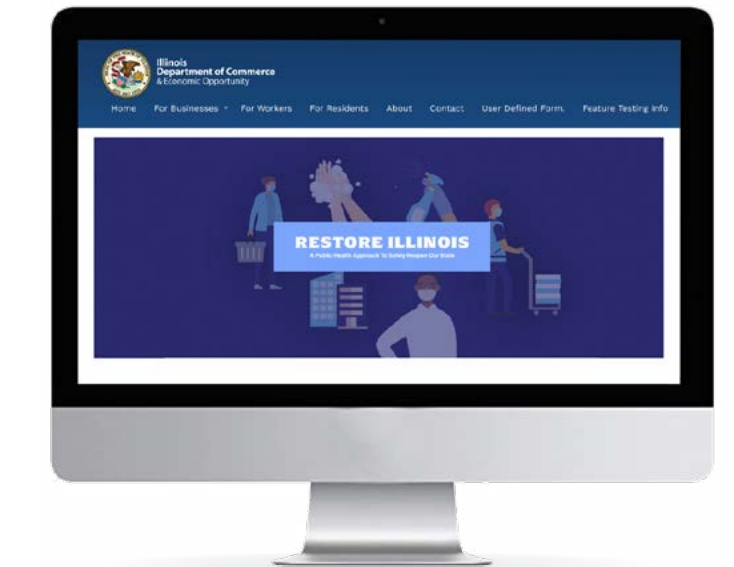 Illinois
Department of Commerce
& Economic Opportunity
Home For Businesses For Workers For Residents About Contact User Defined Form. Feature Testing Info
RESTORE ILLINOIS
A Public Health Approach To Safely Reopen Our State